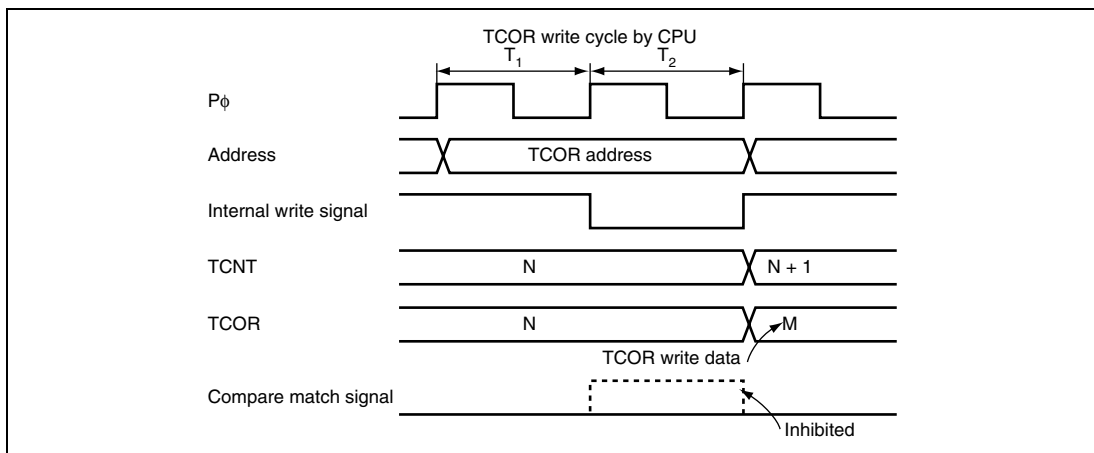 TCOR write cycle by CPU
T1 T2
Pϕ
Address TCOR address
Internal write signal
TCNT N N + 1
TCOR N M
TCOR write data
Compare match signal
Inhibited